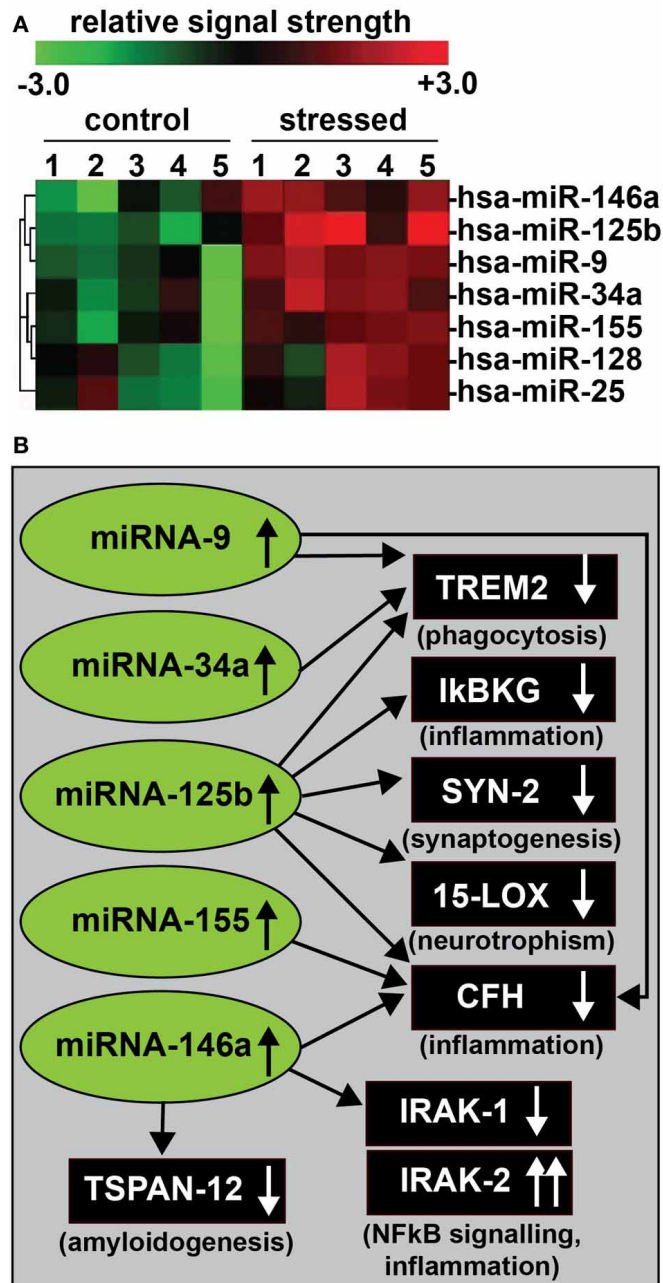 A
relative signal strength
-3.0 +3.0
control stressed
1 2 3 4 5 1 2 3 4 5
-hsa-miR-146a
-hsa-miR-125b
-hsa-miR-9
-hsa-miR-34a
-hsa-miR-155
-hsa-miR-128
-hsa-miR-25
B
miRNA-9
miRNA-34a
miRNA-125b
miRNA-155
miRNA-146a
TREM2
(phagocytosis)
IkBKG
(inflammation)
SYN-2
(synaptogenesis)
15-LOX
(neurotrophism)
CFH
(inflammation)
IRAK-1
IRAK-2
(NFkB signalling,
inflammation)
TSPAN-12
(amyloidogenesis)